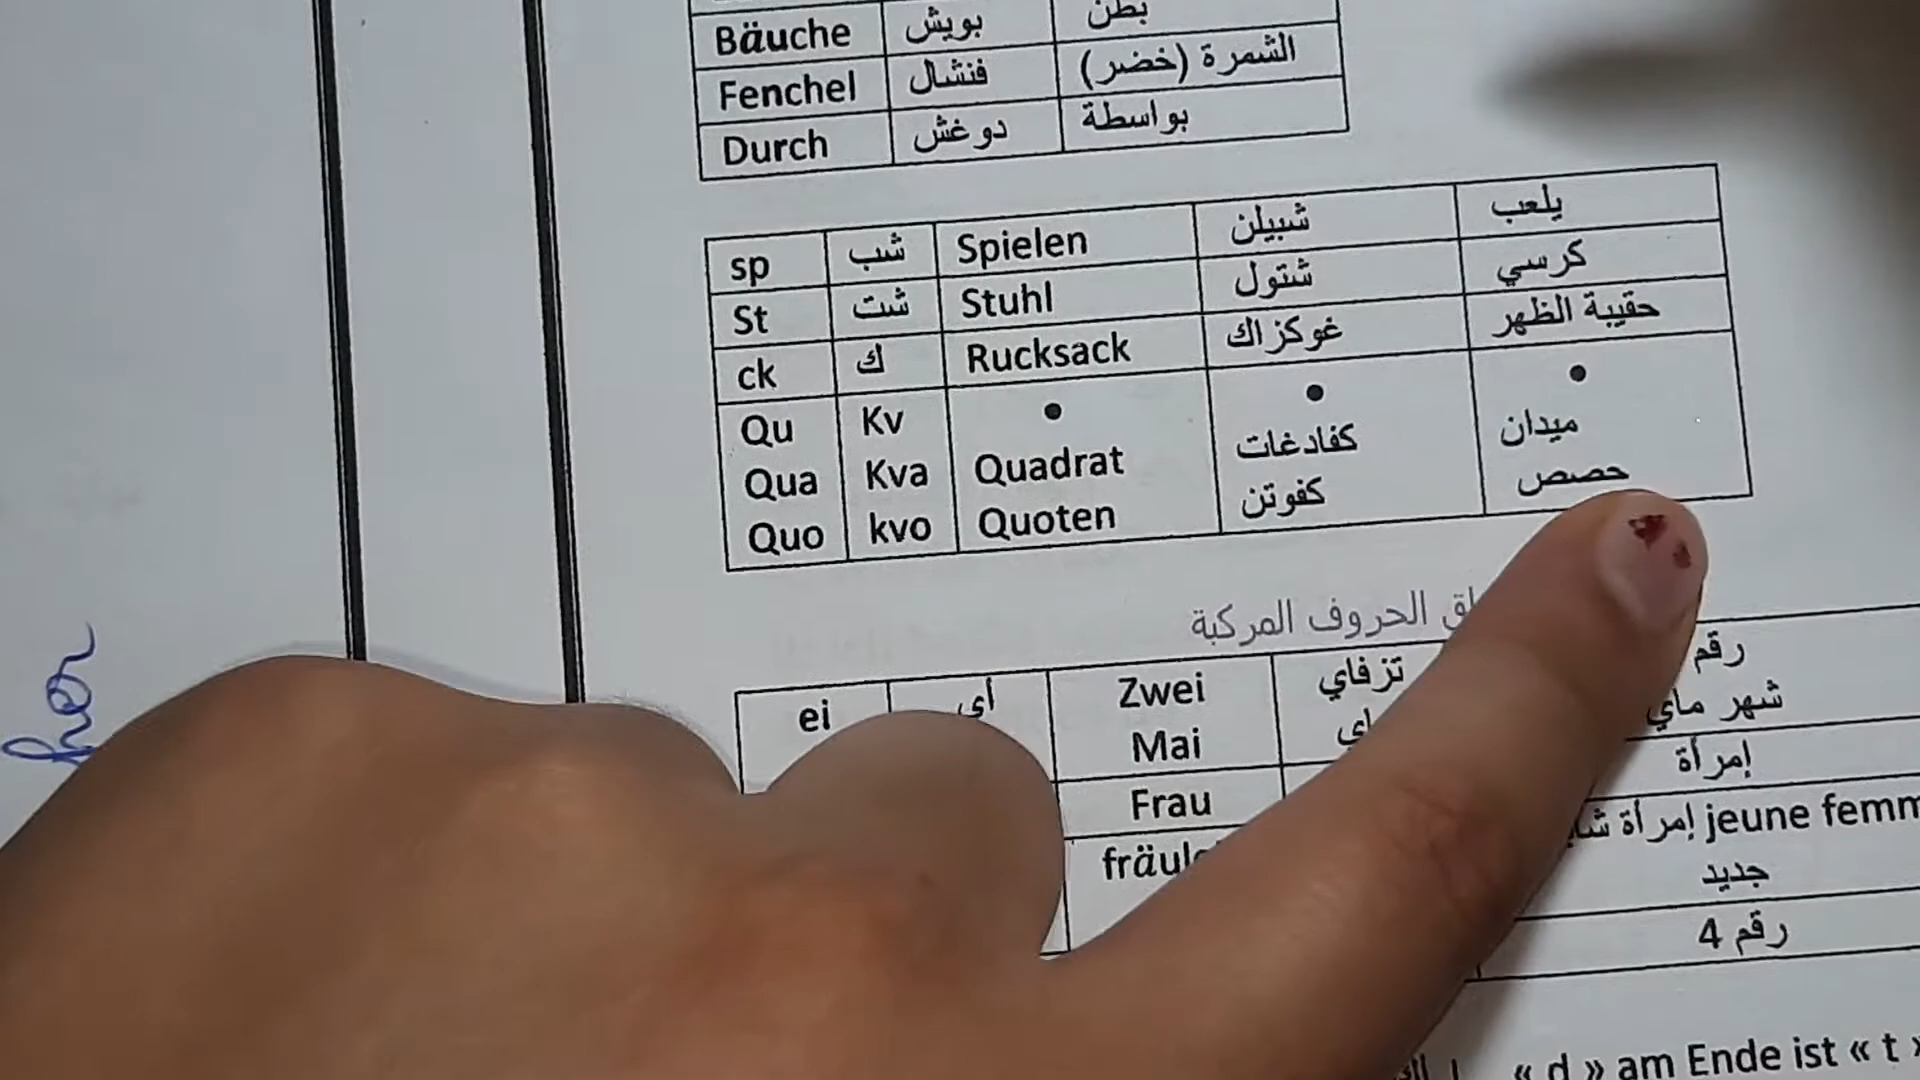 Bäuche بويش بطن
Fenchel فنشال الشمرة (خضر)
Durch دوغش بواسطة
sp شب Spielen شبيلن يلعب
St شت Stuhl شتول كرسي
ck ك Rucksack غوكزاك حقيبة الظهر
Qu Kv • • •
Qua Kva Quadrat كفادغات ميدان
Quo kvo Quoten كفوتن حصص
الحروف المركبة
ei أي Zwei تزفاي رقم
Mai شهر ماي
Frau إمرأة
إمرأة jeune
جديد
رقم 4
« d » am Ende ist « t »
her